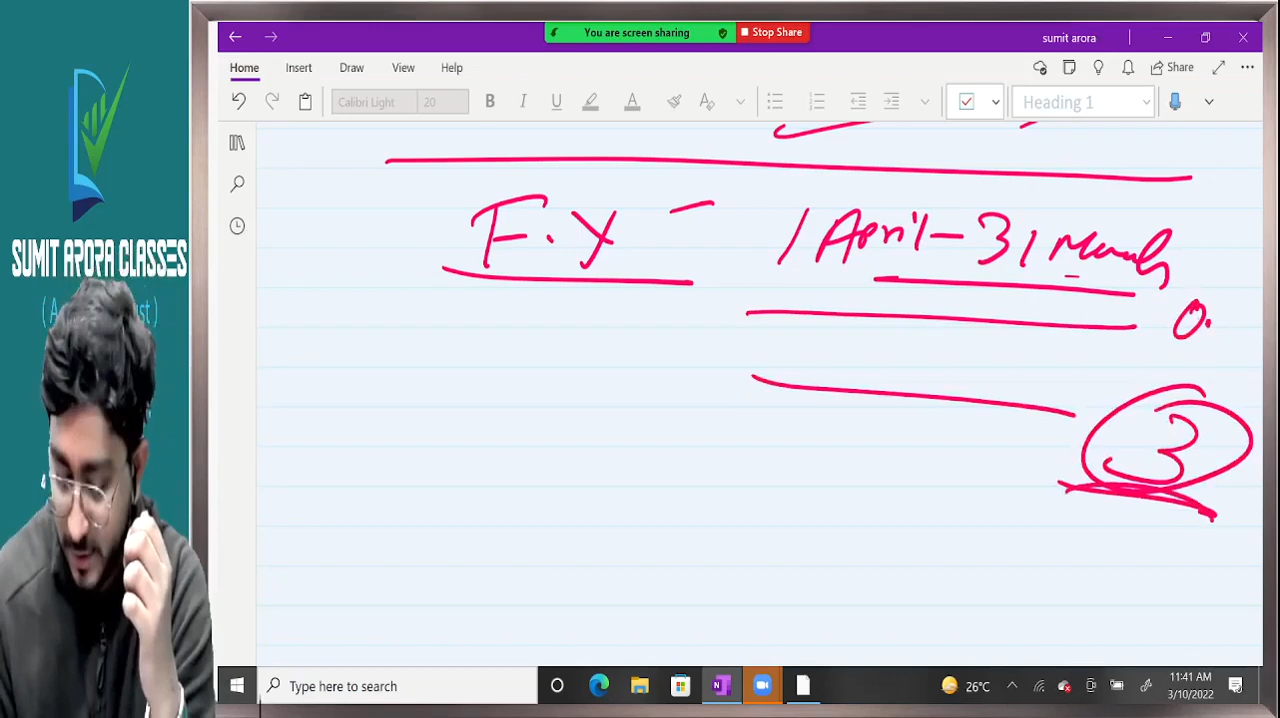 You are screen sharing Stop Share
sumit arora
Home Insert Draw View Help Share
Calibri Light 20 B I U A Heading 1
F.Y - 1 April - 31 March
0.
3
SUMIT ARORA CLASSES
Type here to search
26°C
11:41 AM
3/10/2022